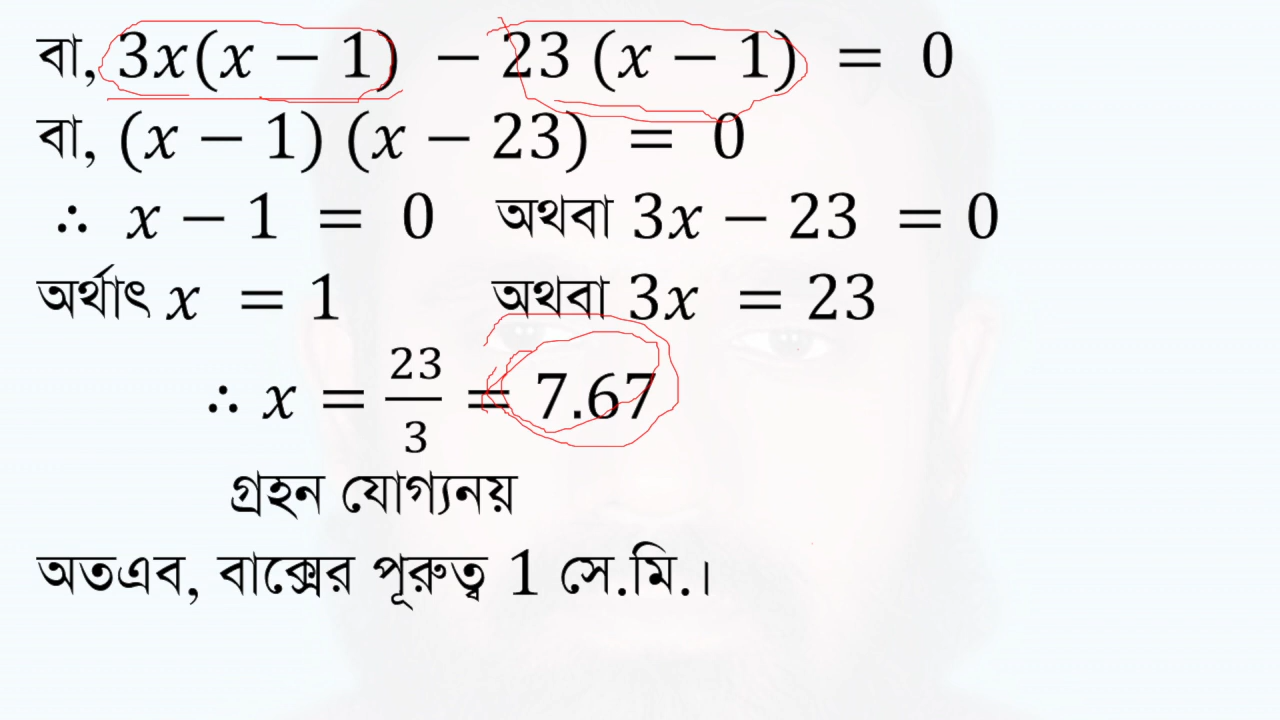 বা, 3x(x − 1) − 23 (x − 1) = 0
বা, (x − 1) (x − 23) = 0
∴ x − 1 = 0 অথবা 3x − 23 = 0
অর্থাৎ x = 1 অথবা 3x = 23
∴ x = 23/3 = 7.67
গ্রহন যোগ্যনয়
অতএব, বাক্সের পূরুত্ব 1 সে.মি.।